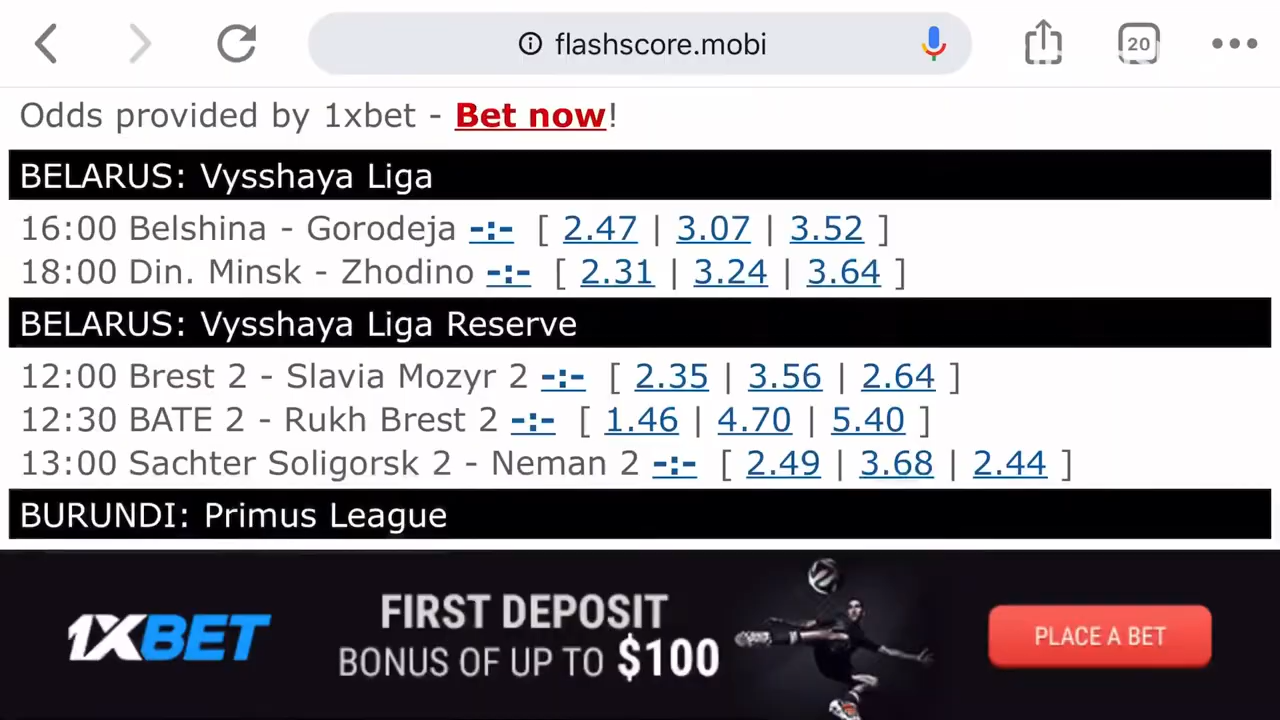 flashscore.mobi
20
Odds provided by 1xbet - Bet now!
BELARUS: Vysshaya Liga
16:00 Belshina - Gorodeja -:- [ 2.47 | 3.07 | 3.52 ]
18:00 Din. Minsk - Zhodino -:- [ 2.31 | 3.24 | 3.64 ]
BELARUS: Vysshaya Liga Reserve
12:00 Brest 2 - Slavia Mozyr 2 -:- [ 2.35 | 3.56 | 2.64 ]
12:30 BATE 2 - Rukh Brest 2 -:- [ 1.46 | 4.70 | 5.40 ]
13:00 Sachter Soligorsk 2 - Neman 2 -:- [ 2.49 | 3.68 | 2.44 ]
BURUNDI: Primus League
1XBET
FIRST DEPOSIT
BONUS OF UP TO $100
PLACE A BET